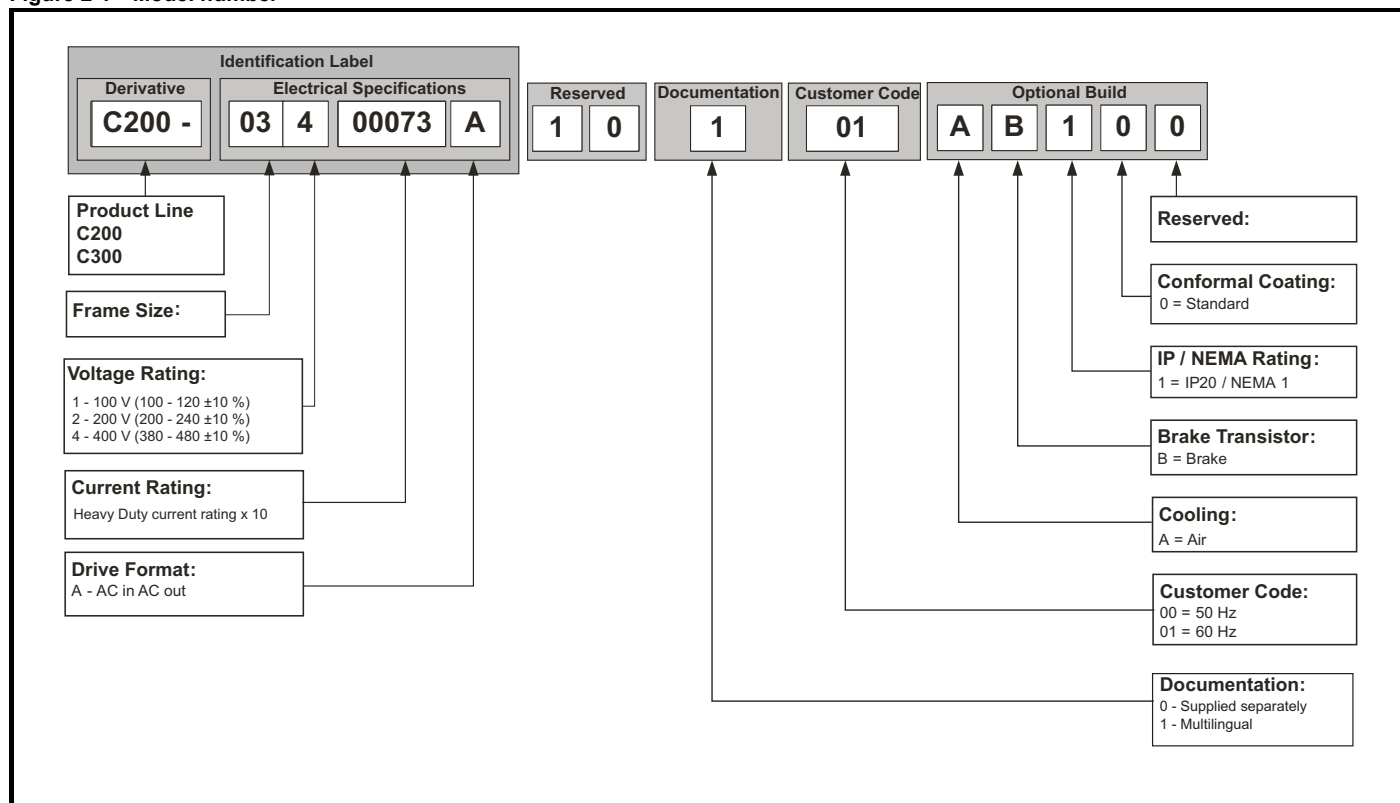 Identification Label
Derivative
Electrical Specifications
Reserved
Documentation
Customer Code
Optional Build
C200 -
03 4 00073 A
1 0
1
01
A B 1 0 0
Product Line
C200
C300
Frame Size:
Voltage Rating:
1 - 100 V (100 - 120 ±10 %)
2 - 200 V (200 - 240 ±10 %)
4 - 400 V (380 - 480 ±10 %)
Current Rating:
Heavy Duty current rating x 10
Drive Format:
A - AC in AC out
Reserved:
Conformal Coating:
0 = Standard
IP / NEMA Rating:
1 = IP20 / NEMA 1
Brake Transistor:
B = Brake
Cooling:
A = Air
Customer Code:
00 = 50 Hz
01 = 60 Hz
Documentation:
0 - Supplied separately
1 - Multilingual